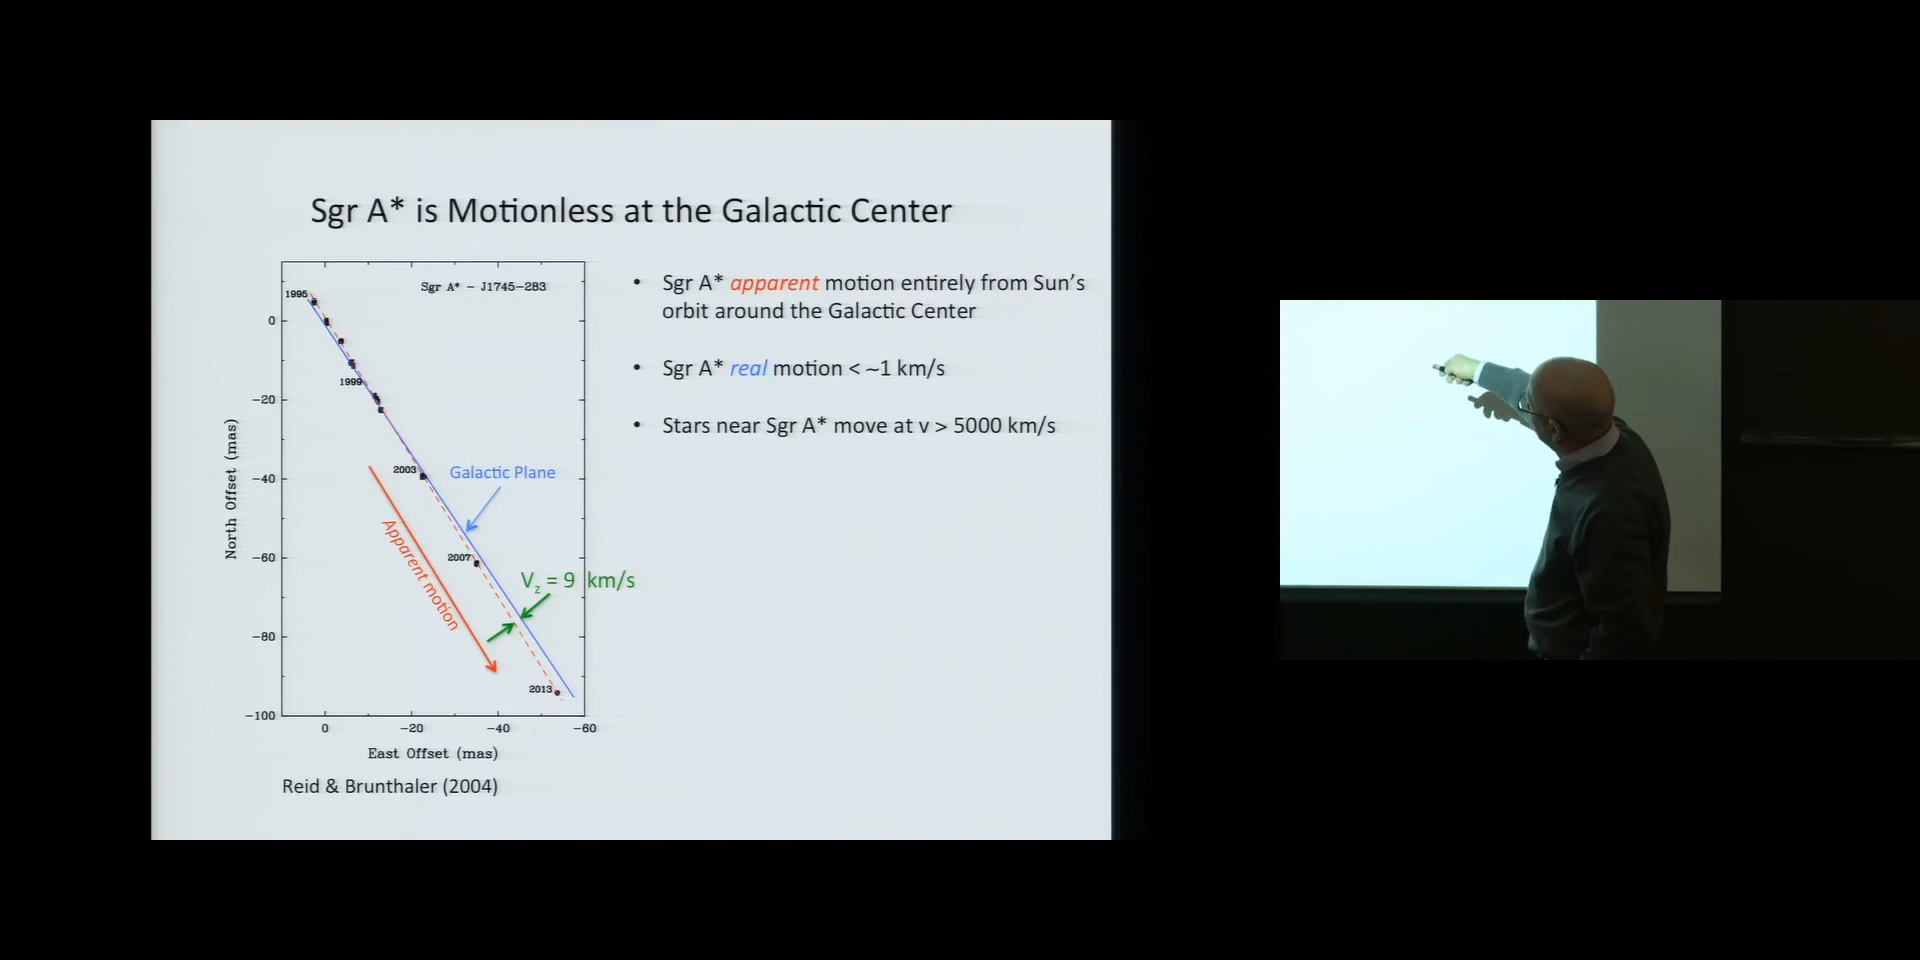 Sgr A* is Motionless at the Galactic Center
Sgr A* – J1745-283
1995
1999
2003
2007
2013
Galactic Plane
Apparent motion
Vz = 9 km/s
0
−20
−40
−60
−80
−100
North Offset (mas)
0
−20
−40
−60
East Offset (mas)
Reid & Brunthaler (2004)
• Sgr A* apparent motion entirely from Sun's
orbit around the Galactic Center
• Sgr A* real motion < ~1 km/s
• Stars near Sgr A* move at v > 5000 km/s